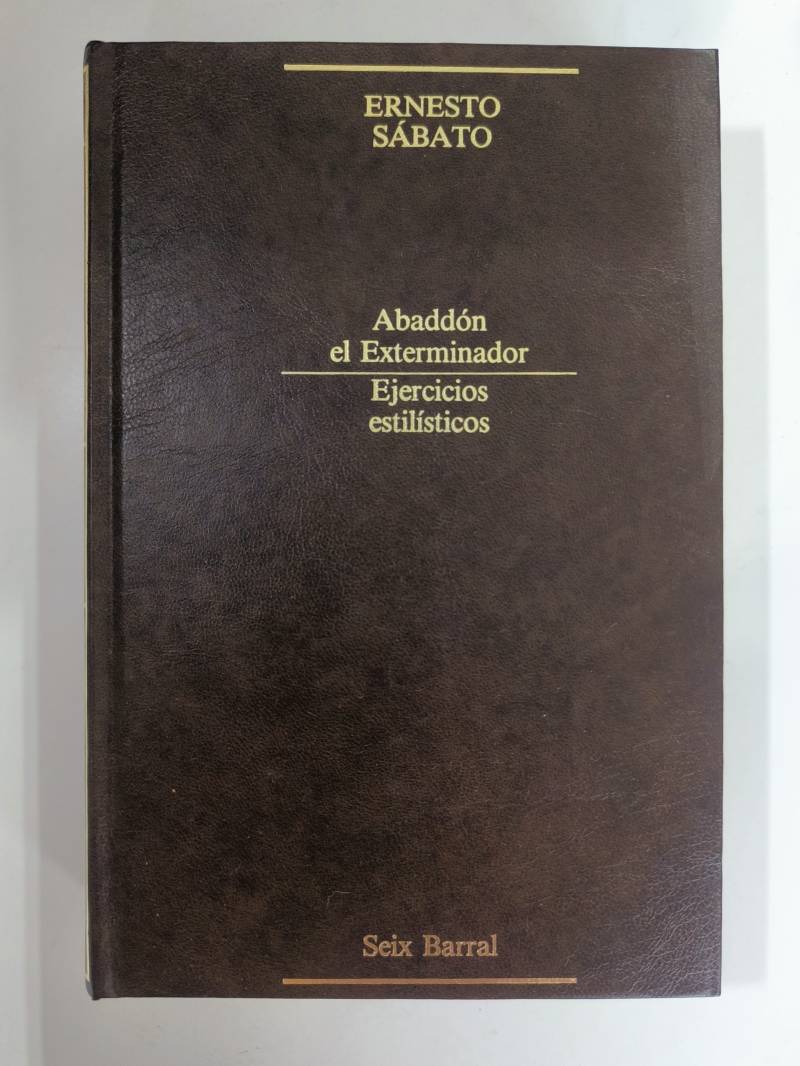 ERNESTO
SÁBATO
Abaddón
el Exterminador
Ejercicios
estilísticos
Seix Barral